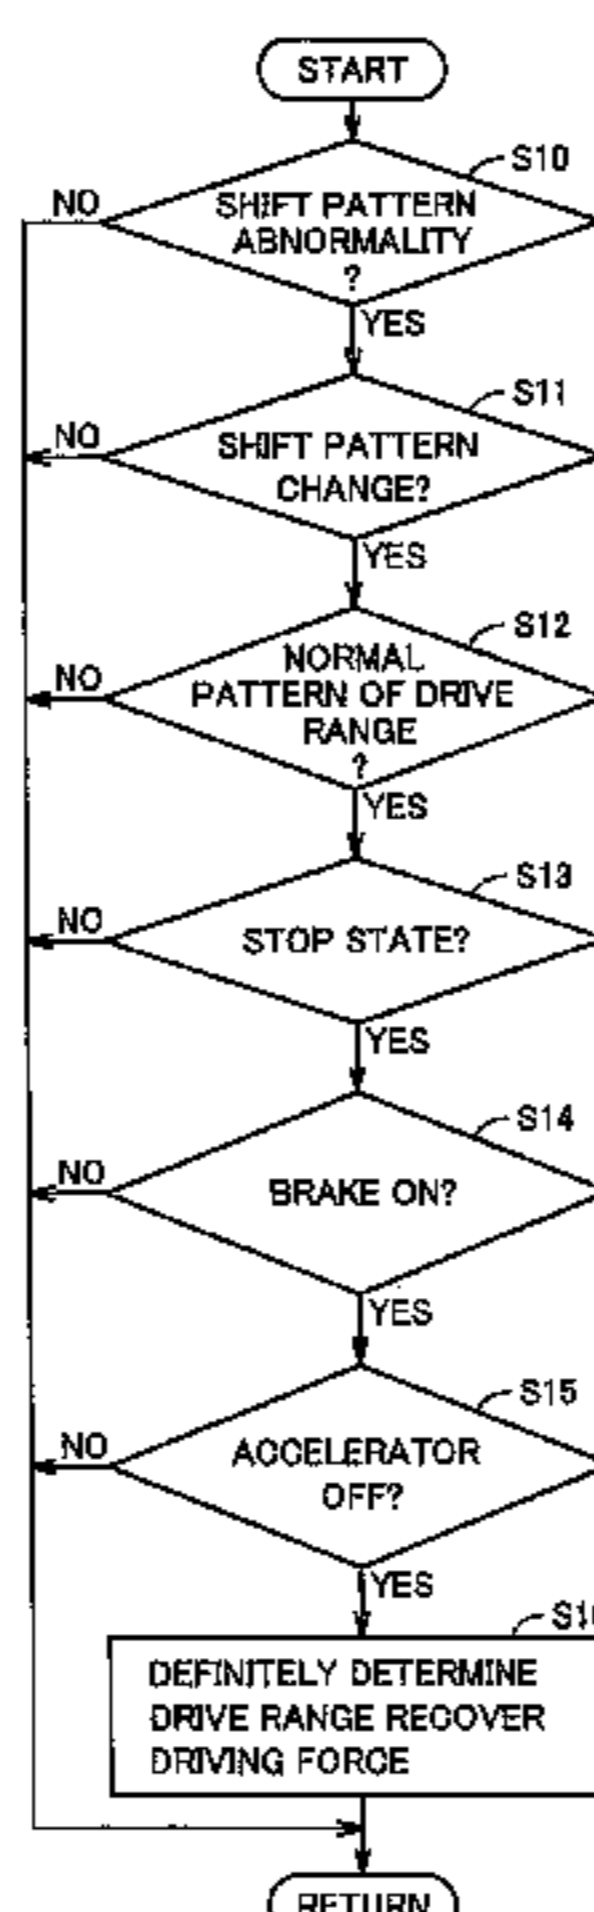 START
S10
NO
SHIFT PATTERN
ABNORMALITY
?
YES
S11
NO
SHIFT PATTERN
CHANGE?
YES
S12
NO
NORMAL
PATTERN OF DRIVE
RANGE
?
YES
S13
NO
STOP STATE?
YES
S14
NO
BRAKE ON?
YES
S15
NO
ACCELERATOR
OFF?
YES
DEFINITELY DETERMINE
DRIVE RANGE RECOVER
DRIVING FORCE
RETURN